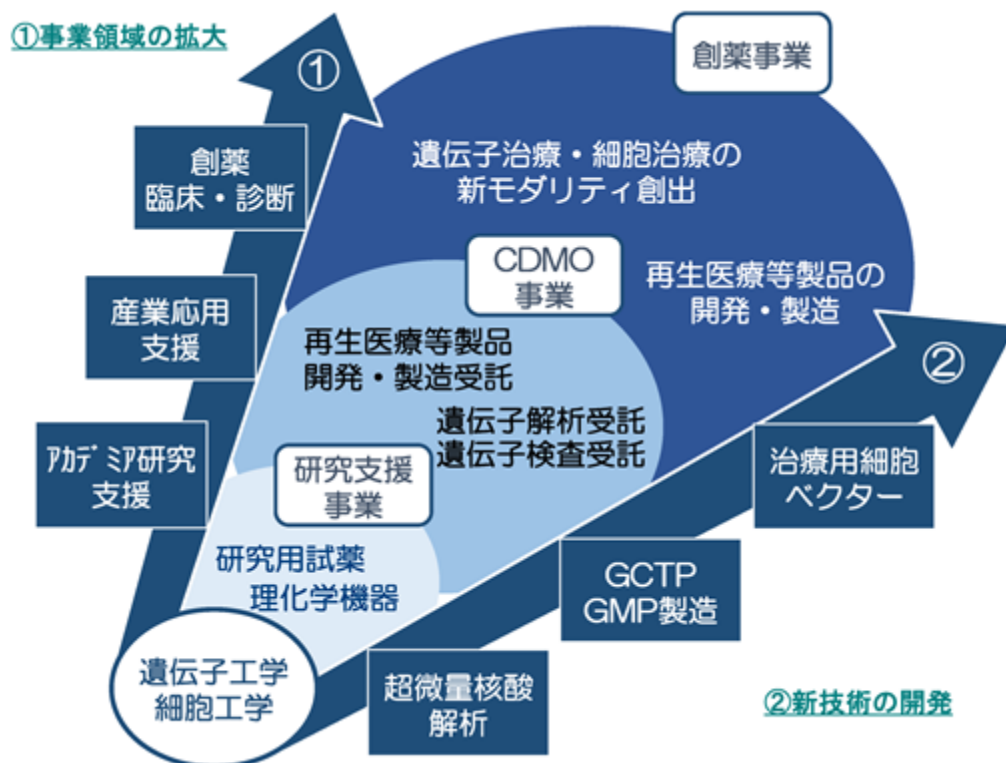 ①事業領域の拡大
①
創薬事業
遺伝子治療・細胞治療の
新モダリティ創出
創薬
臨床・診断
CDMO
事業
再生医療等製品の
開発・製造
産業応用
支援
再生医療等製品
開発・製造受託
②
遺伝子解析受託
遺伝子検査受託
ｱｶﾃﾞﾐｱ研究
支援
研究支援
事業
治療用細胞
ベクター
研究用試薬
理化学機器
GCTP
GMP製造
遺伝子工学
細胞工学
超微量核酸
解析
②新技術の開発